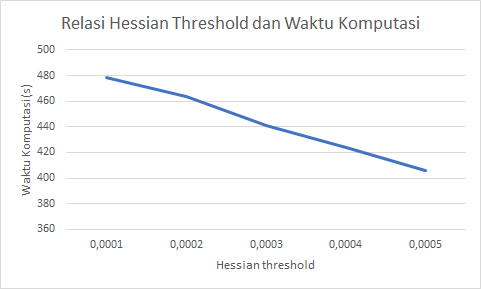 Relasi Hessian Threshold dan Waktu Komputasi
500
480
460
440
420
400
380
360
Waktu Komputasi(s)
0,0001 0,0002 0,0003 0,0004 0,0005
Hessian threshold